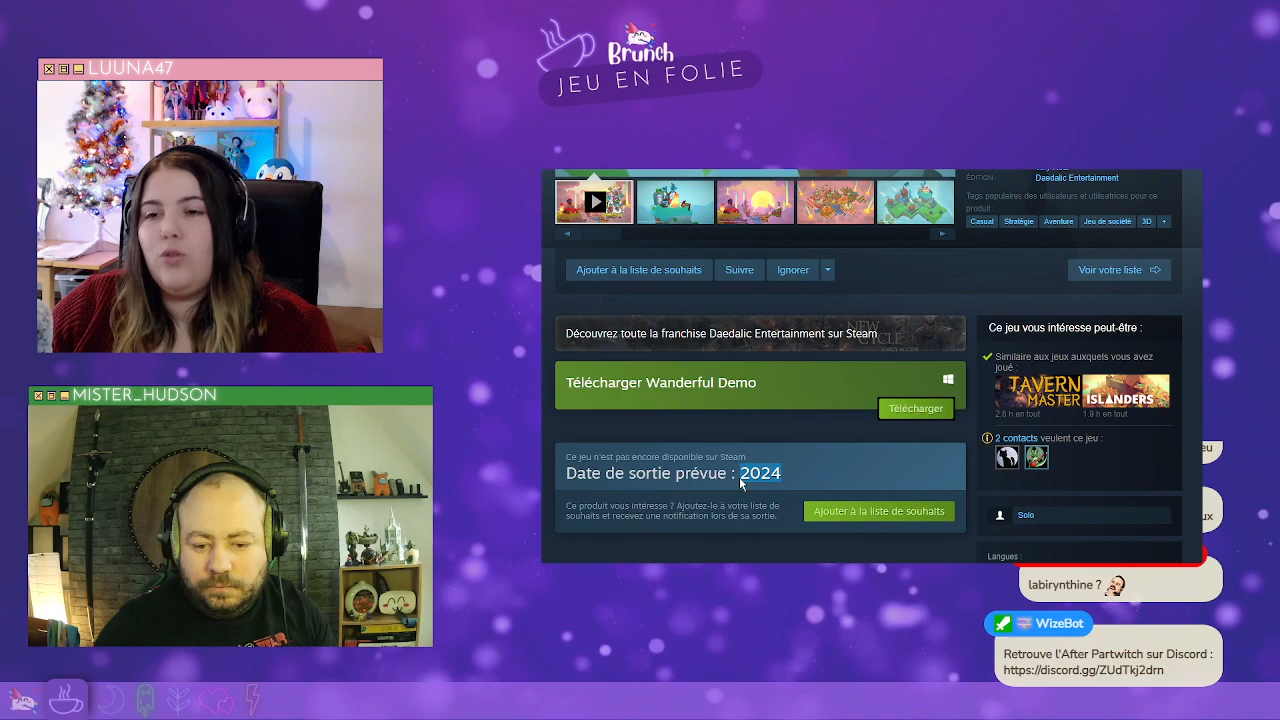 LUUNA47
Brunch
JEU EN FOLIE
ÉDITION :
Daedalic Entertainment
Tags populaires des utilisateurs et utilisatrices pour ce
produit :
Casual Stratégie Aventure Jeu de société 3D +
Ajouter à la liste de souhaits Suivre Ignorer
Voir votre liste
Découvrez toute la franchise Daedalic Entertainment sur Steam
NEW
CYCLE
EARLY ACCESS
Télécharger Wanderful Demo
Télécharger
Ce jeu n'est pas encore disponible sur Steam
Date de sortie prévue : 2024
Ce produit vous intéresse ? Ajoutez-le à votre liste de
souhaits et recevez une notification lors de sa sortie.
Ajouter à la liste de souhaits
Ce jeu vous intéresse peut-être :
Similaire aux jeux auxquels vous avez
joué :
TAVERN
MASTER
ISLANDERS
2.8 h en tout 1.9 h en tout
2 contacts veulent ce jeu :
Solo
Langues :
MISTER_HUDSON
labirynthine ?
WizeBot
Retrouve l'After Partwitch sur Discord :
https://discord.gg/ZUdTkj2drn